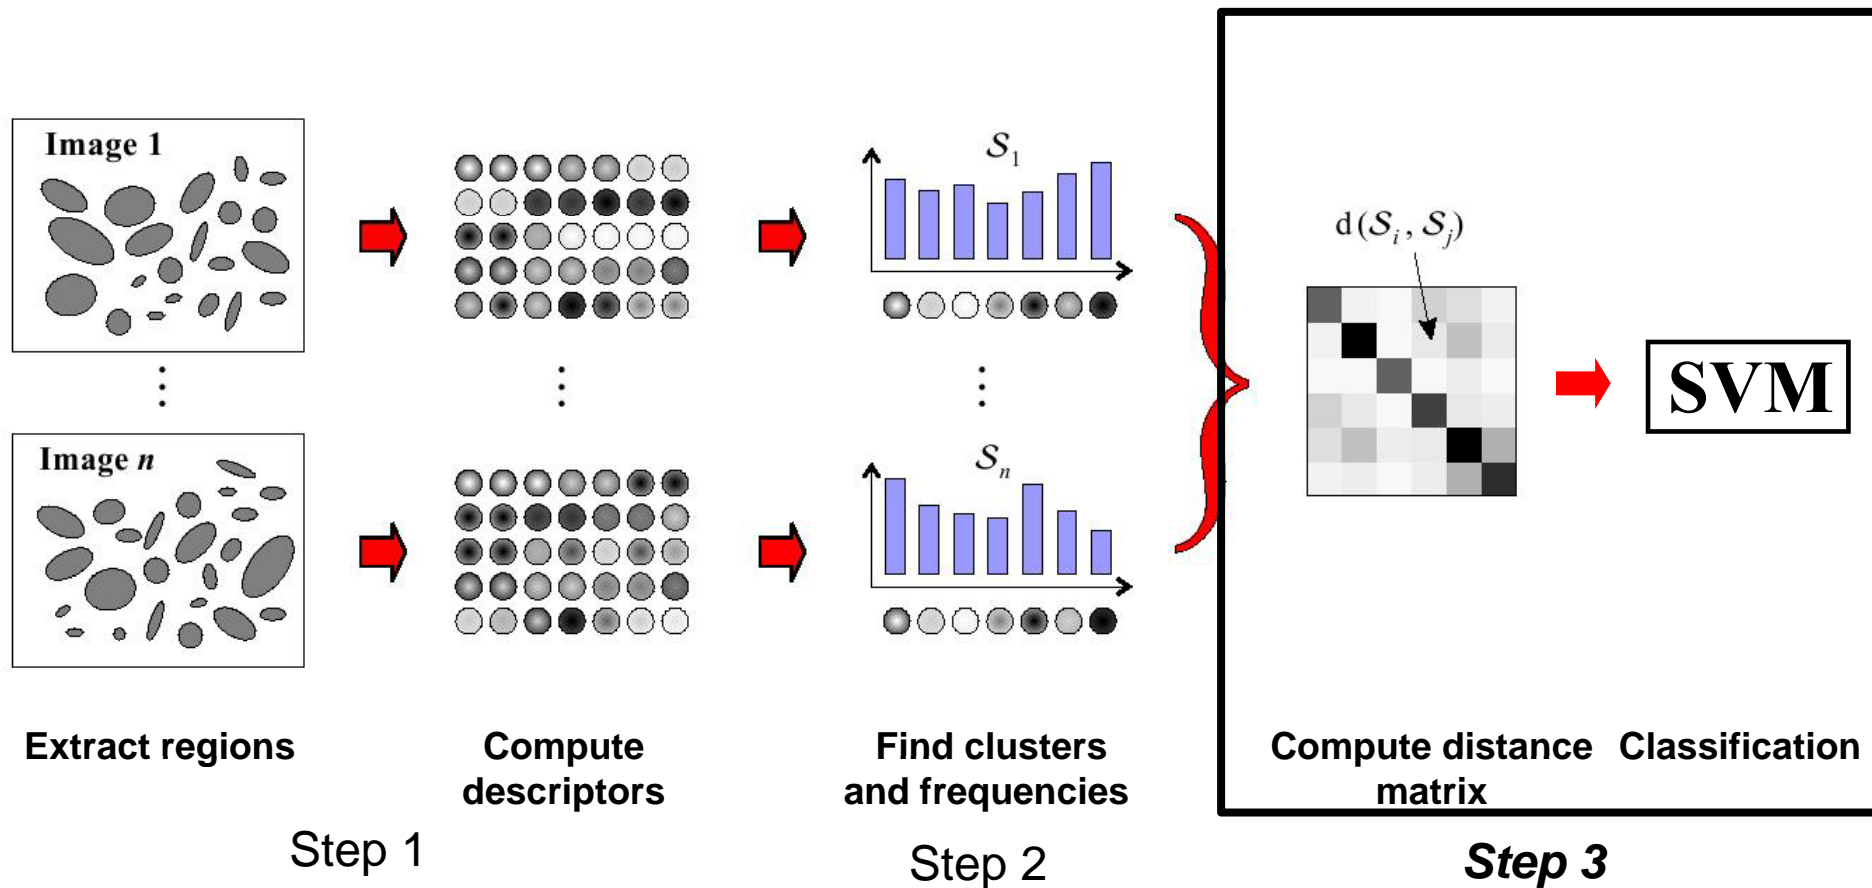 Image 1
S1
d(Si, Sj)
SVM
Image n
Sn
Extract regions
Compute
descriptors
Find clusters
and frequencies
Compute distance
matrix
Classification
Step 1
Step 2
Step 3